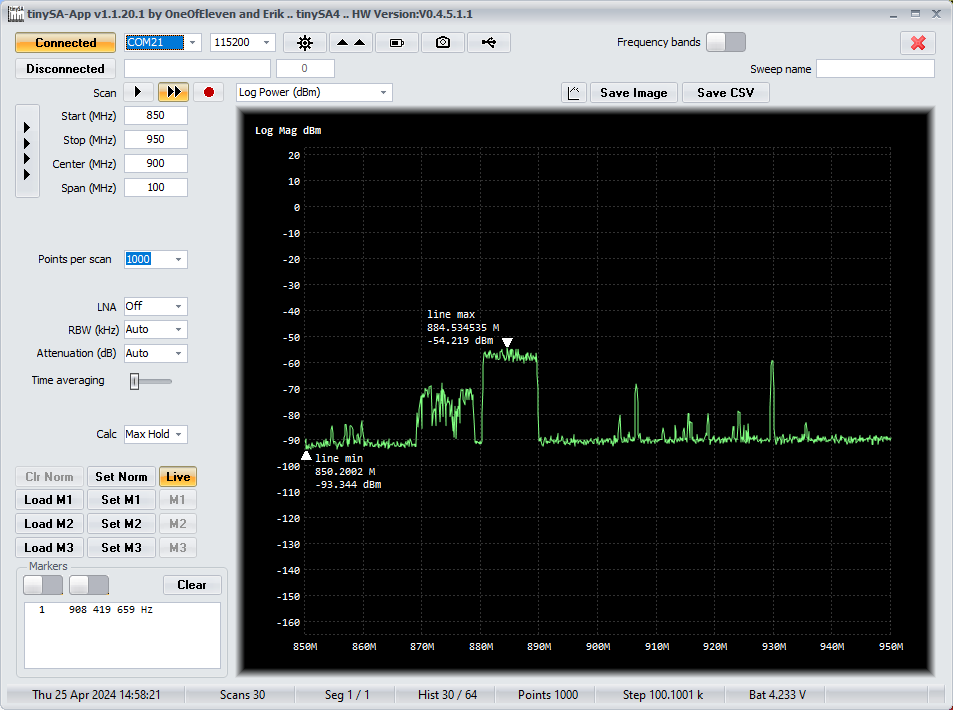 tinySA-App v1.1.20.1 by OneOfEleven and Erik .. tinySA4 .. HW Version:V0.4.5.1.1
Connected COM21 115200 Frequency bands
Disconnected 0 Sweep name
Scan Log Power (dBm) Save Image Save CSV
Start (MHz) 850
Stop (MHz) 950
Center (MHz) 900
Span (MHz) 100
Points per scan 1000
LNA Off
RBW (kHz) Auto
Attenuation (dB) Auto
Time averaging
Calc Max Hold
Clr Norm Set Norm Live
Load M1 Set M1 M1
Load M2 Set M2 M2
Load M3 Set M3 M3
Markers
Clear
1 908 419 659 Hz
Log Mag dBm
20
10
0
-10
-20
-30
-40
-50
-60
-70
-80
-90
-100
-110
-120
-130
-140
-150
-160
line max
884.534535 M
-54.219 dBm
line min
850.2002 M
-93.344 dBm
850M 860M 870M 880M 890M 900M 910M 920M 930M 940M 950M
Thu 25 Apr 2024 14:58:21 Scans 30 Seg 1 / 1 Hist 30 / 64 Points 1000 Step 100.1001 k Bat 4.233 V